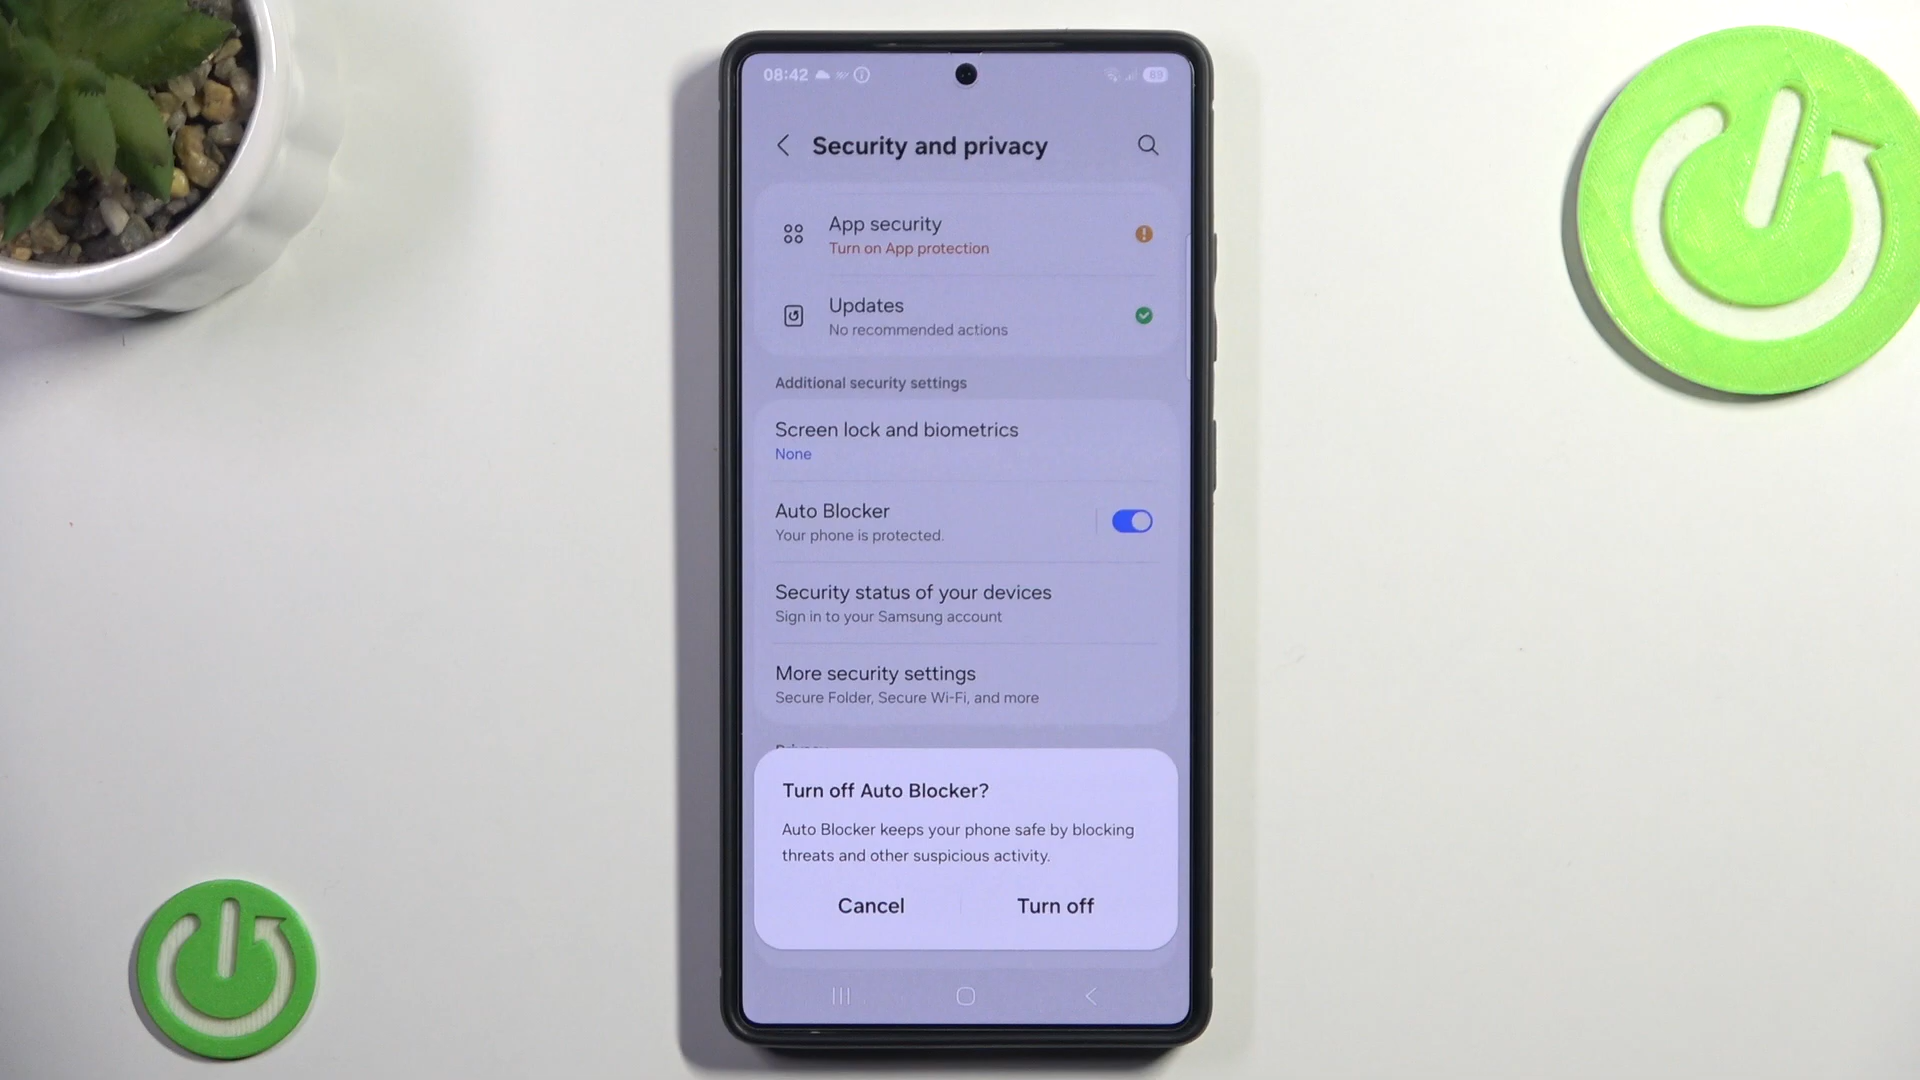 08:42
89
Security and privacy
App security
Turn on App protection
Updates
No recommended actions
Additional security settings
Screen lock and biometrics
None
Auto Blocker
Your phone is protected.
Security status of your devices
Sign in to your Samsung account
More security settings
Secure Folder, Secure Wi-Fi, and more
Privacy
Turn off Auto Blocker?
Auto Blocker keeps your phone safe by blocking
threats and other suspicious activity.
Cancel
Turn off